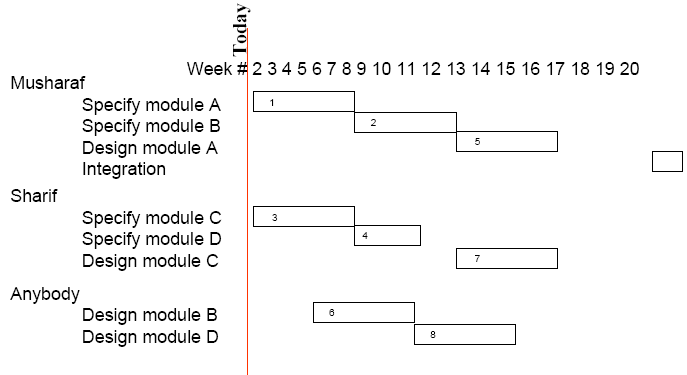 Today
Week # 2 3 4 5 6 7 8 9 10 11 12 13 14 15 16 17 18 19 20
Musharaf
Specify module A 1
Specify module B 2
Design module A 5
Integration
Sharif
Specify module C 3
Specify module D 4
Design module C 7
Anybody
Design module B 6
Design module D 8